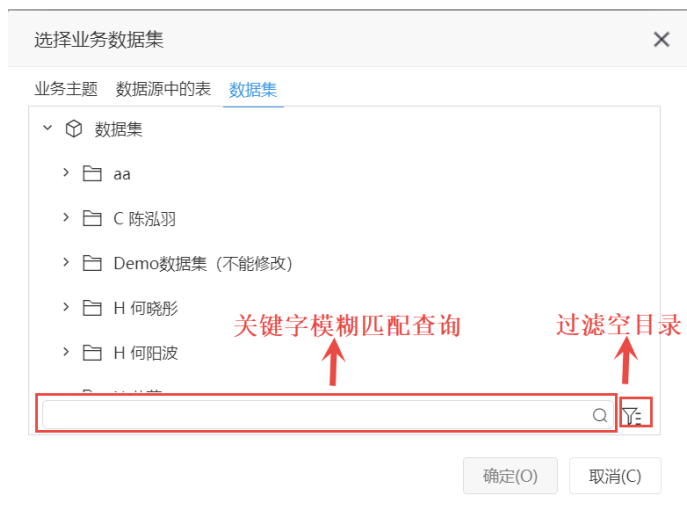 选择业务数据集
业务主题 数据源中的表 数据集
数据集
aa
C 陈泓羽
Demo数据集（不能修改）
H 何晓彤
关键字模糊匹配查询 过滤空目录
H 何阳波
确定(O) 取消(C)